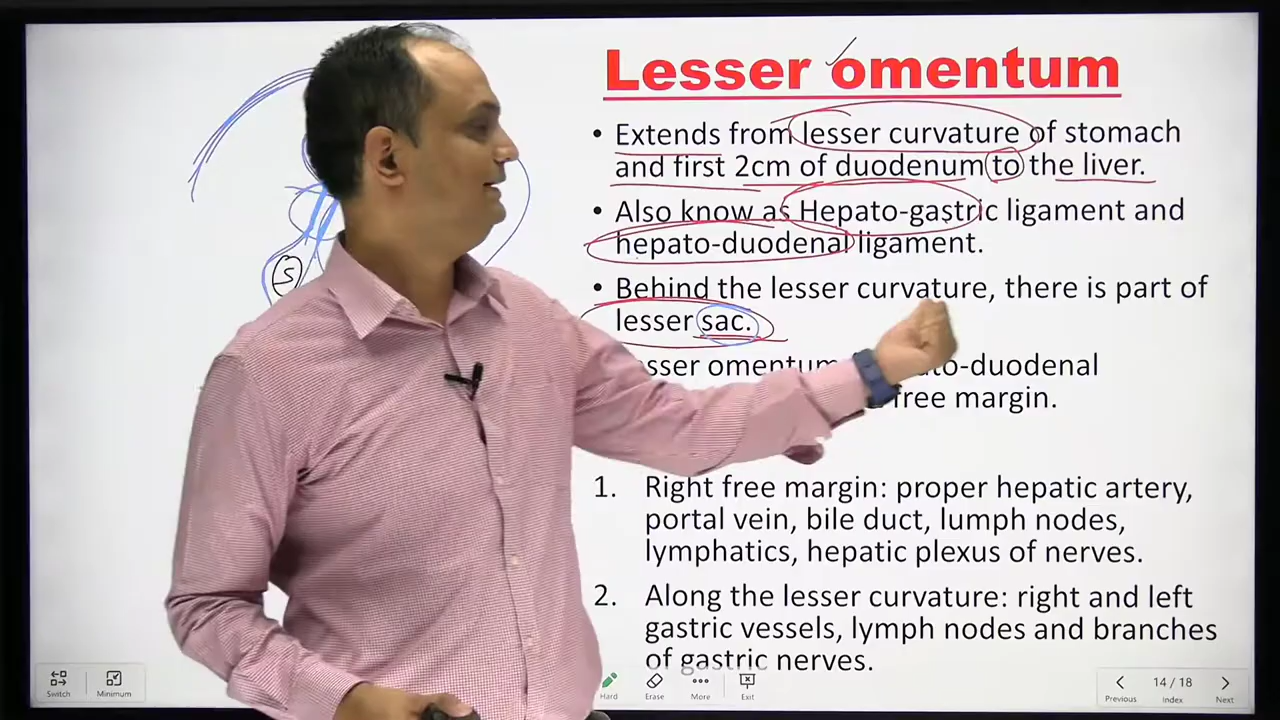 Lesser omentum
• Extends from lesser curvature of stomach
and first 2cm of duodenum to the liver.
• Also know as Hepato-gastric ligament and
hepato-duodenal ligament.
• Behind the lesser curvature, there is part of
lesser sac.
omentum -duodenal
free margin.
1. Right free margin: proper hepatic artery,
portal vein, bile duct, lumph nodes,
lymphatics, hepatic plexus of nerves.
2. Along the lesser curvature: right and left
gastric vessels, lymph nodes and branches
of gastric nerves.
S
Switch
Minimum
Hard
Erase
More
Exit
Previous
14 / 18
Index
Next